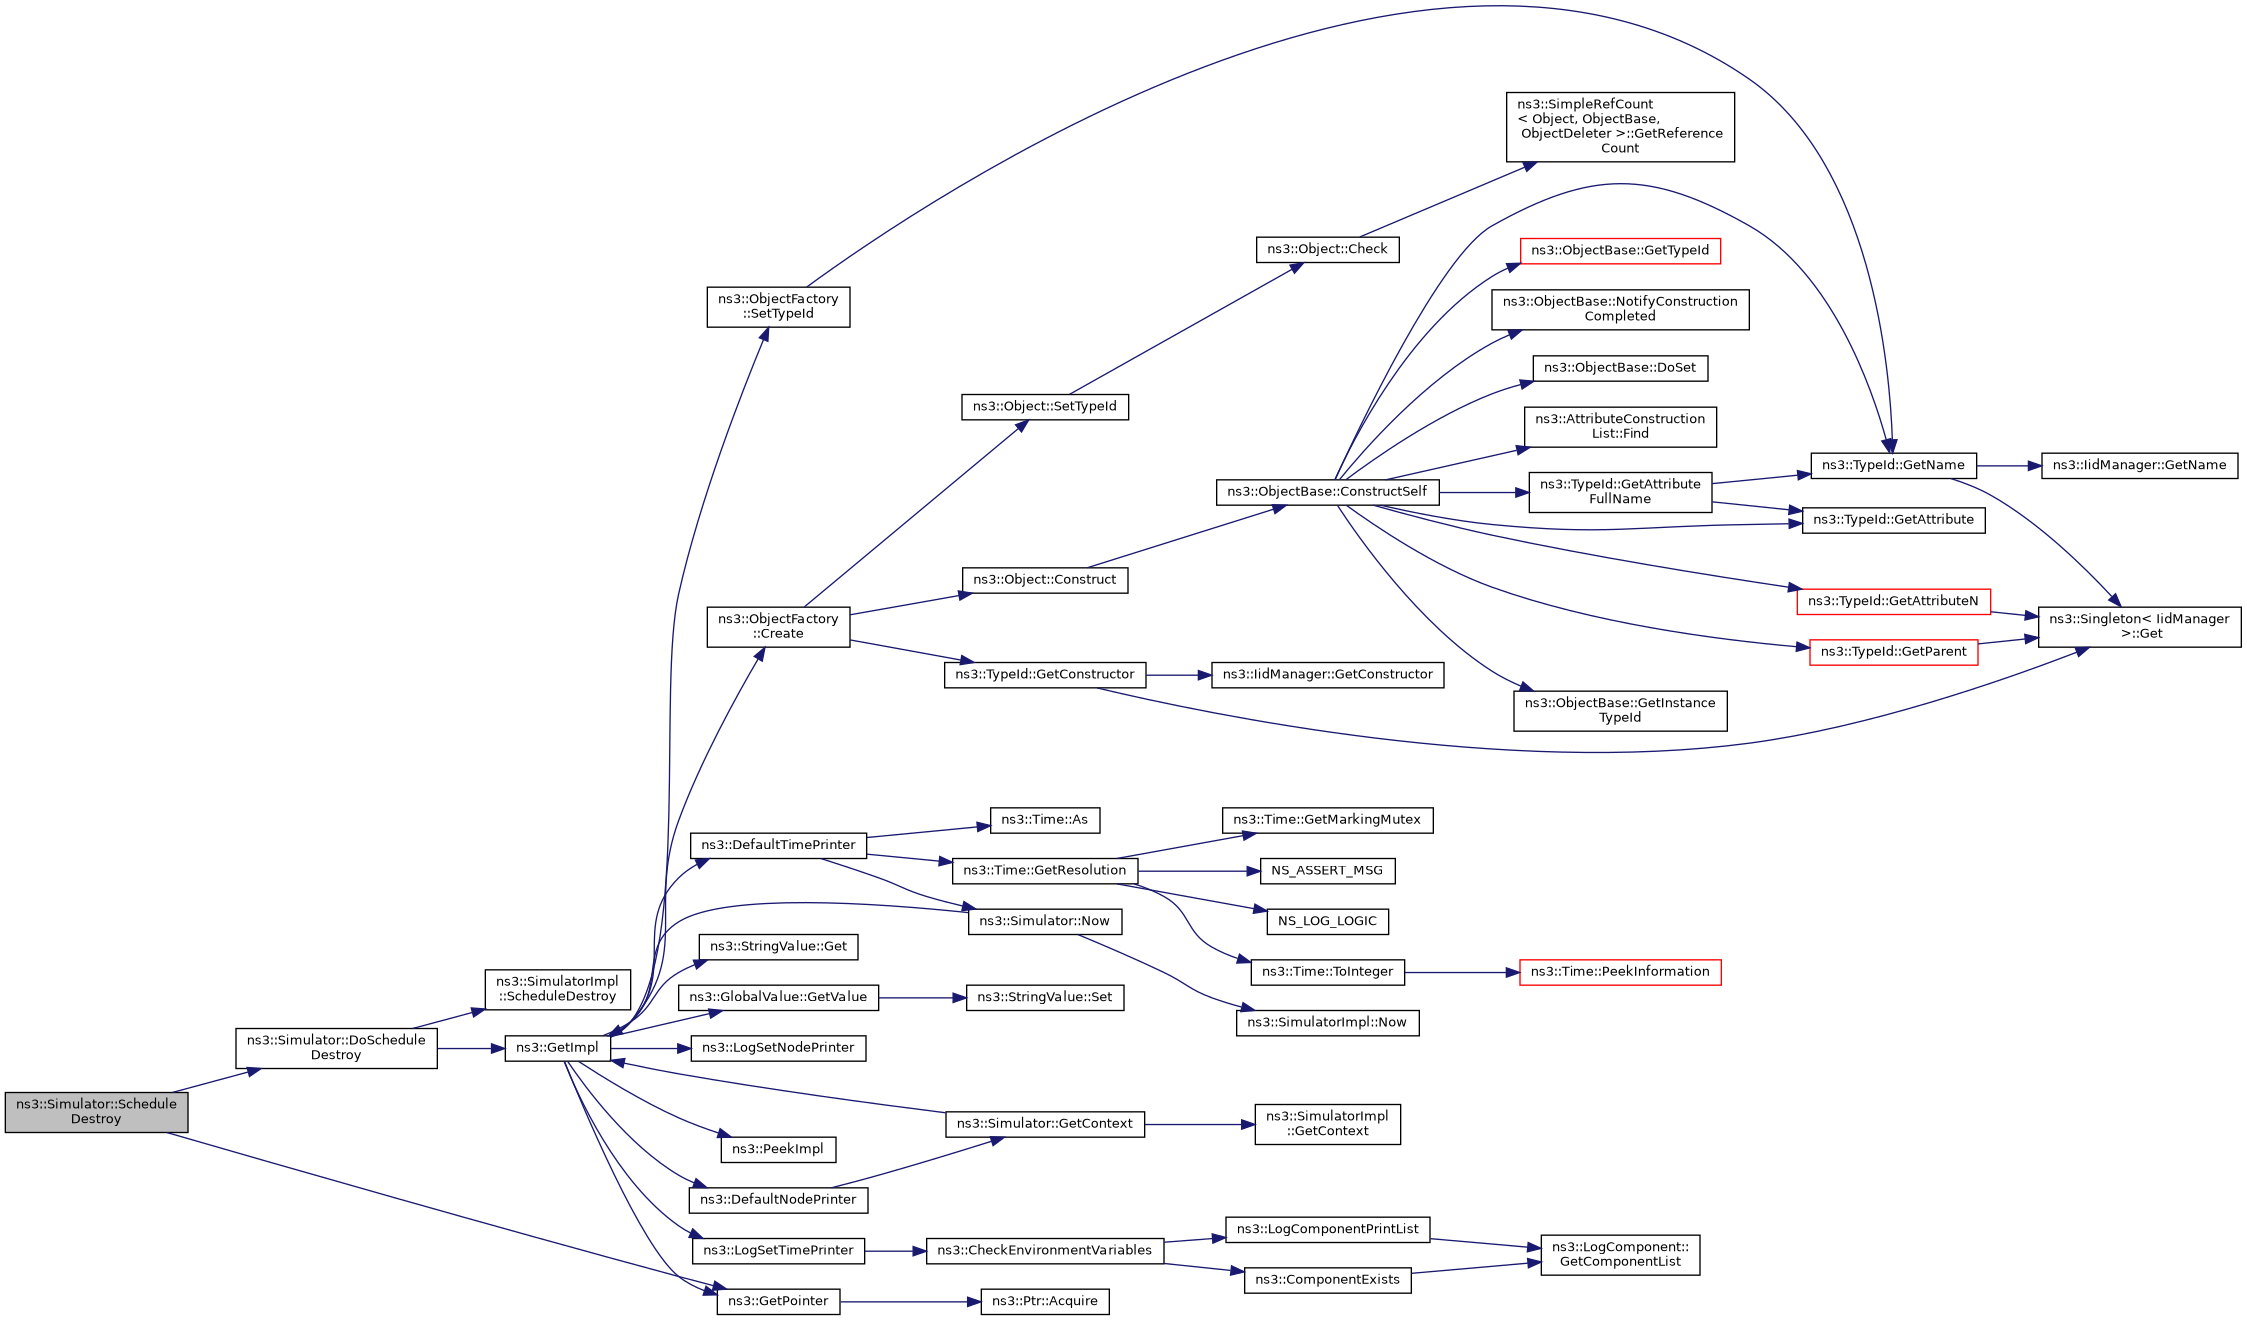 ns3::Simulator::Schedule
Destroy
ns3::Simulator::DoSchedule
Destroy
ns3::SimulatorImpl
::ScheduleDestroy
ns3::GetImpl
ns3::ObjectFactory
::SetTypeId
ns3::ObjectFactory
::Create
ns3::DefaultTimePrinter
ns3::StringValue::Get
ns3::GlobalValue::GetValue
ns3::LogSetNodePrinter
ns3::PeekImpl
ns3::DefaultNodePrinter
ns3::LogSetTimePrinter
ns3::GetPointer
ns3::Object::SetTypeId
ns3::Object::Construct
ns3::TypeId::GetConstructor
ns3::Time::As
ns3::Time::GetResolution
ns3::Simulator::Now
ns3::StringValue::Set
ns3::Simulator::GetContext
ns3::CheckEnvironmentVariables
ns3::Ptr::Acquire
ns3::Object::Check
ns3::ObjectBase::ConstructSelf
ns3::IidManager::GetConstructor
ns3::Time::GetMarkingMutex
NS_ASSERT_MSG
NS_LOG_LOGIC
ns3::Time::ToInteger
ns3::SimulatorImpl::Now
ns3::SimulatorImpl
::GetContext
ns3::LogComponentPrintList
ns3::ComponentExists
ns3::SimpleRefCount
< Object, ObjectBase,
ObjectDeleter >::GetReference
Count
ns3::ObjectBase::GetTypeId
ns3::ObjectBase::NotifyConstruction
Completed
ns3::ObjectBase::DoSet
ns3::AttributeConstruction
List::Find
ns3::TypeId::GetAttribute
FullName
ns3::ObjectBase::GetInstance
TypeId
ns3::Time::PeekInformation
ns3::LogComponent::
GetComponentList
ns3::TypeId::GetName
ns3::TypeId::GetAttribute
ns3::TypeId::GetAttributeN
ns3::TypeId::GetParent
ns3::IidManager::GetName
ns3::Singleton< IidManager
>::Get